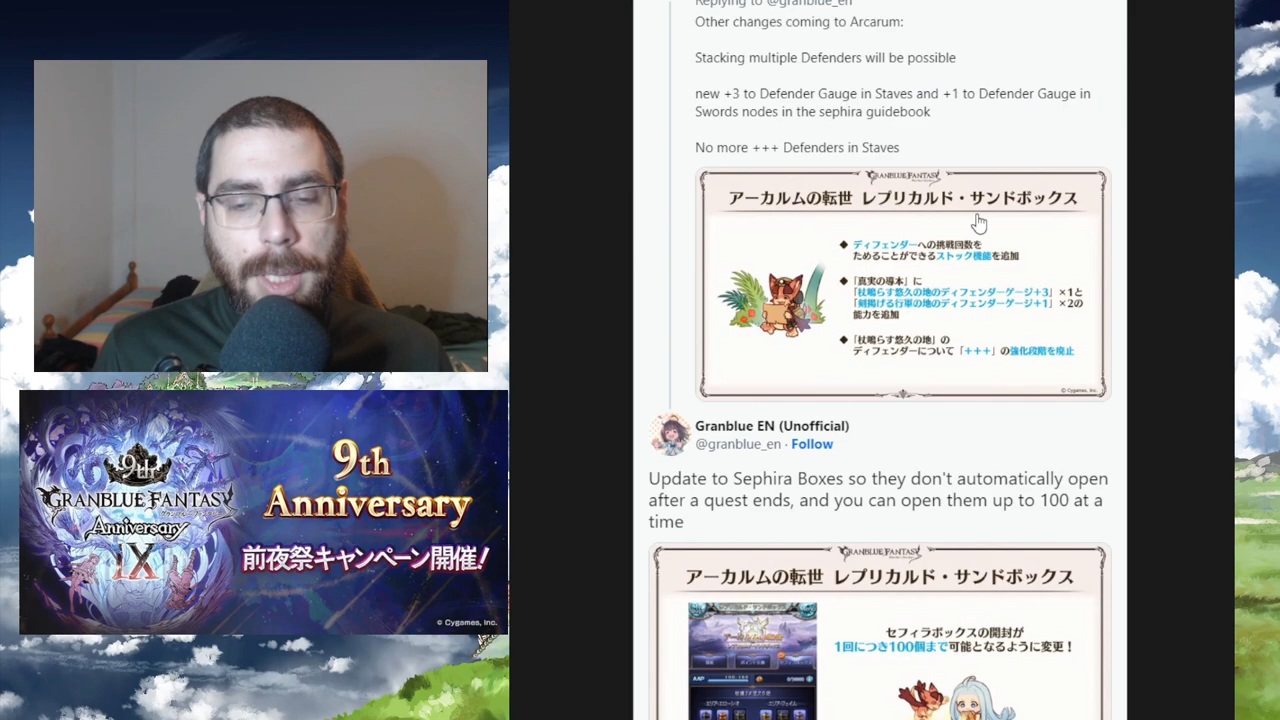 Replying to @granblue_en
Other changes coming to Arcarum:
Stacking multiple Defenders will be possible
new +3 to Defender Gauge in Staves and +1 to Defender Gauge in
Swords nodes in the sephira guidebook
No more +++ Defenders in Staves
GRANBLUE FANTASY
アーカルムの転世 レプリカルド・サンドボックス
◆ ディフェンダーへの挑戦回数を
ためることができるストック機能を追加
◆ 「真実の導本」に
「杖鳴らす悠久の地のディフェンダーゲージ+3」×1と
「剣掲げる行軍の地のディフェンダーゲージ+1」×2の
能力を追加
◆ 「杖鳴らす悠久の地」の
ディフェンダーについて「+++」の強化段階を廃止
© Cygames, Inc.
Granblue EN (Unofficial)
@granblue_en · Follow
Update to Sephira Boxes so they don't automatically open
after a quest ends, and you can open them up to 100 at a
time
GRANBLUE FANTASY
アーカルムの転世 レプリカルド・サンドボックス
セフィラボックスの開封が
1回につき100個まで可能となるように変更！
9th
GRANBLUE FANTASY
Anniversary
IX
9th
Anniversary
前夜祭キャンペーン開催！
© Cygames, Inc.